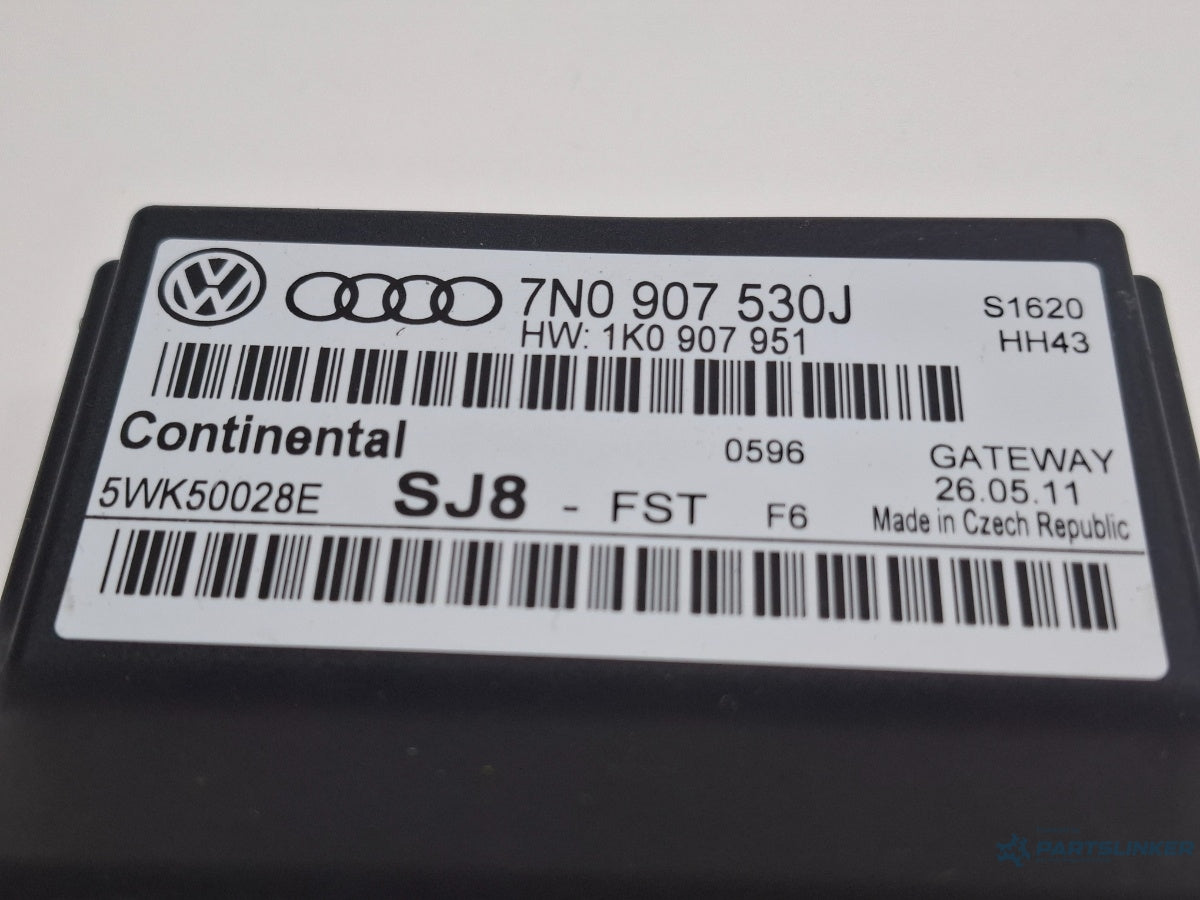 7N0 907 530J
HW: 1K0 907 951
S1620
HH43
Continental
0596
GATEWAY
5WK50028E SJ8 - FST F6
26.05.11
Made in Czech Republic
PARTSLINKER